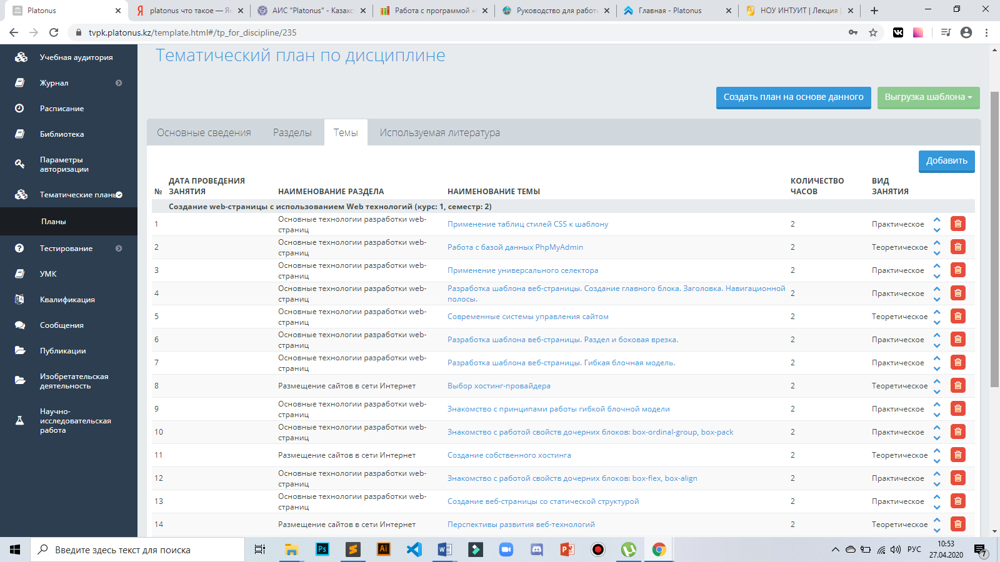 Platonus
platonus что такое — Ян
АИС "Platonus" - Казахст
Работа с программой «
Руководство для работ
Главная - Platonus
НОУ ИНТУИТ | Лекция |
tvpk.platonus.kz/template.html#/tp_for_discipline/235
Учебная аудитория
Журнал
Расписание
Библиотека
Параметры
авторизации
Тематические планы
Планы
Тестирование
УМК
Квалификация
Сообщения
Публикации
Изобретательская
деятельность
Научно-
исследовательская
работа
Тематический план по дисциплине
Создать план на основе данного
Выгрузка шаблона
Основные сведения
Разделы
Темы
Используемая литература
Добавить
№
ДАТА ПРОВЕДЕНИЯ
ЗАНЯТИЯ
НАИМЕНОВАНИЕ РАЗДЕЛА
НАИМЕНОВАНИЕ ТЕМЫ
КОЛИЧЕСТВО
ЧАСОВ
ВИД
ЗАНЯТИЯ
Создание web-страницы с использованием Web технологий (курс: 1, семестр: 2)
1
Основные технологии разработки web-
страниц
Применение таблиц стилей CSS к шаблону
2
Практическое
2
Основные технологии разработки web-
страниц
Работа с базой данных PhpMyAdmin
2
Теоретическое
3
Основные технологии разработки web-
страниц
Применение универсального селектора
2
Практическое
4
Основные технологии разработки web-
страниц
Разработка шаблона веб-страницы. Создание главного блока. Заголовка. Навигационной
полосы.
2
Практическое
5
Основные технологии разработки web-
страниц
Современные системы управления сайтом
2
Теоретическое
6
Основные технологии разработки web-
страниц
Разработка шаблона веб-страницы. Раздел и боковая врезка.
2
Практическое
7
Основные технологии разработки web-
страниц
Разработка шаблона веб-страницы. Гибкая блочная модель.
2
Практическое
8
Размещение сайтов в сети Интернет
Выбор хостинг-провайдера
2
Теоретическое
9
Основные технологии разработки web-
страниц
Знакомство с принципами работы гибкой блочной модели
2
Практическое
10
Основные технологии разработки web-
страниц
Знакомство с работой свойств дочерних блоков: box-ordinal-group, box-pack
2
Практическое
11
Размещение сайтов в сети Интернет
Создание собственного хостинга
2
Теоретическое
12
Основные технологии разработки web-
страниц
Знакомство с работой свойств дочерних блоков: box-flex, box-align
2
Практическое
13
Основные технологии разработки web-
страниц
Создание веб-страницы со статической структурой
2
Практическое
14
Размещение сайтов в сети Интернет
Перспективы развития веб-технологий
2
Теоретическое
Введите здесь текст для поиска
РУС
10:53
27.04.2020
7